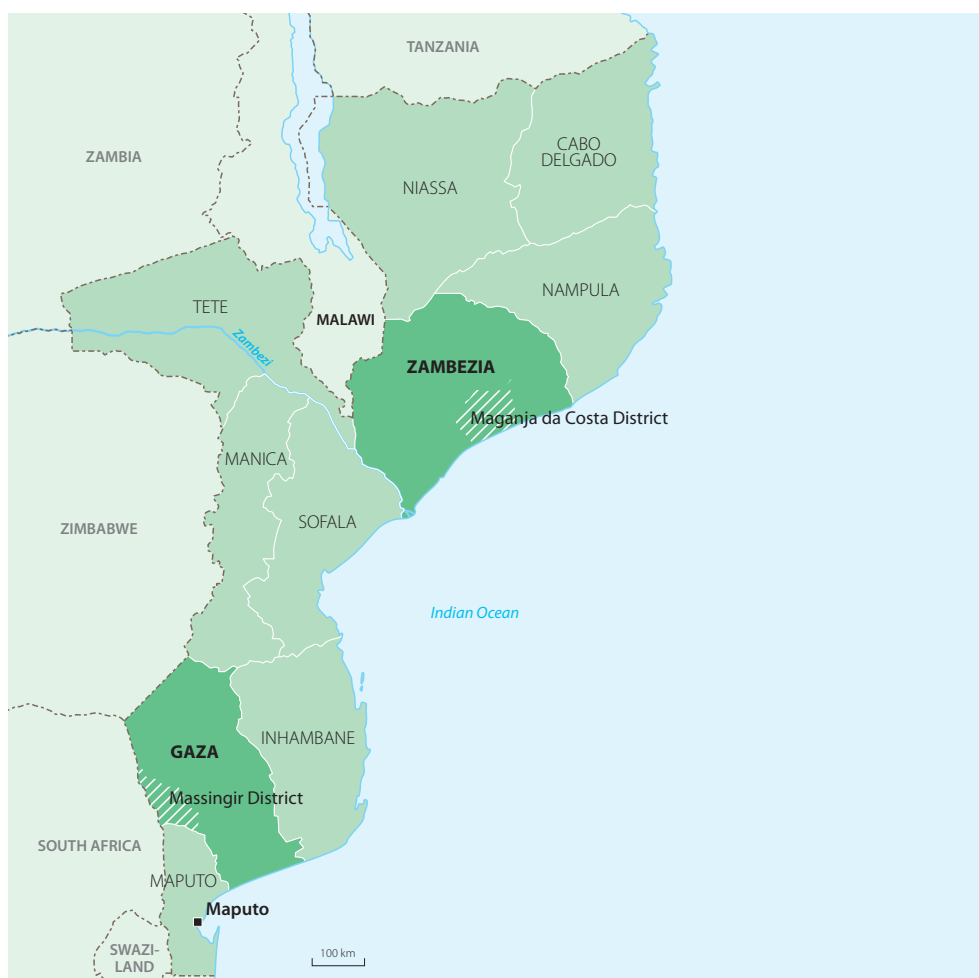 TANZANIA
ZAMBIA
CABO
DELGADO
NIASSA
NAMPULA
TETE
MALAWI
Zambezi
ZAMBEZIA
Maganja da Costa District
MANICA
SOFALA
ZIMBABWE
Indian Ocean
INHAMBANE
GAZA
Massingir District
SOUTH AFRICA
MAPUTO
Maputo
SWAZI-
LAND
100 km